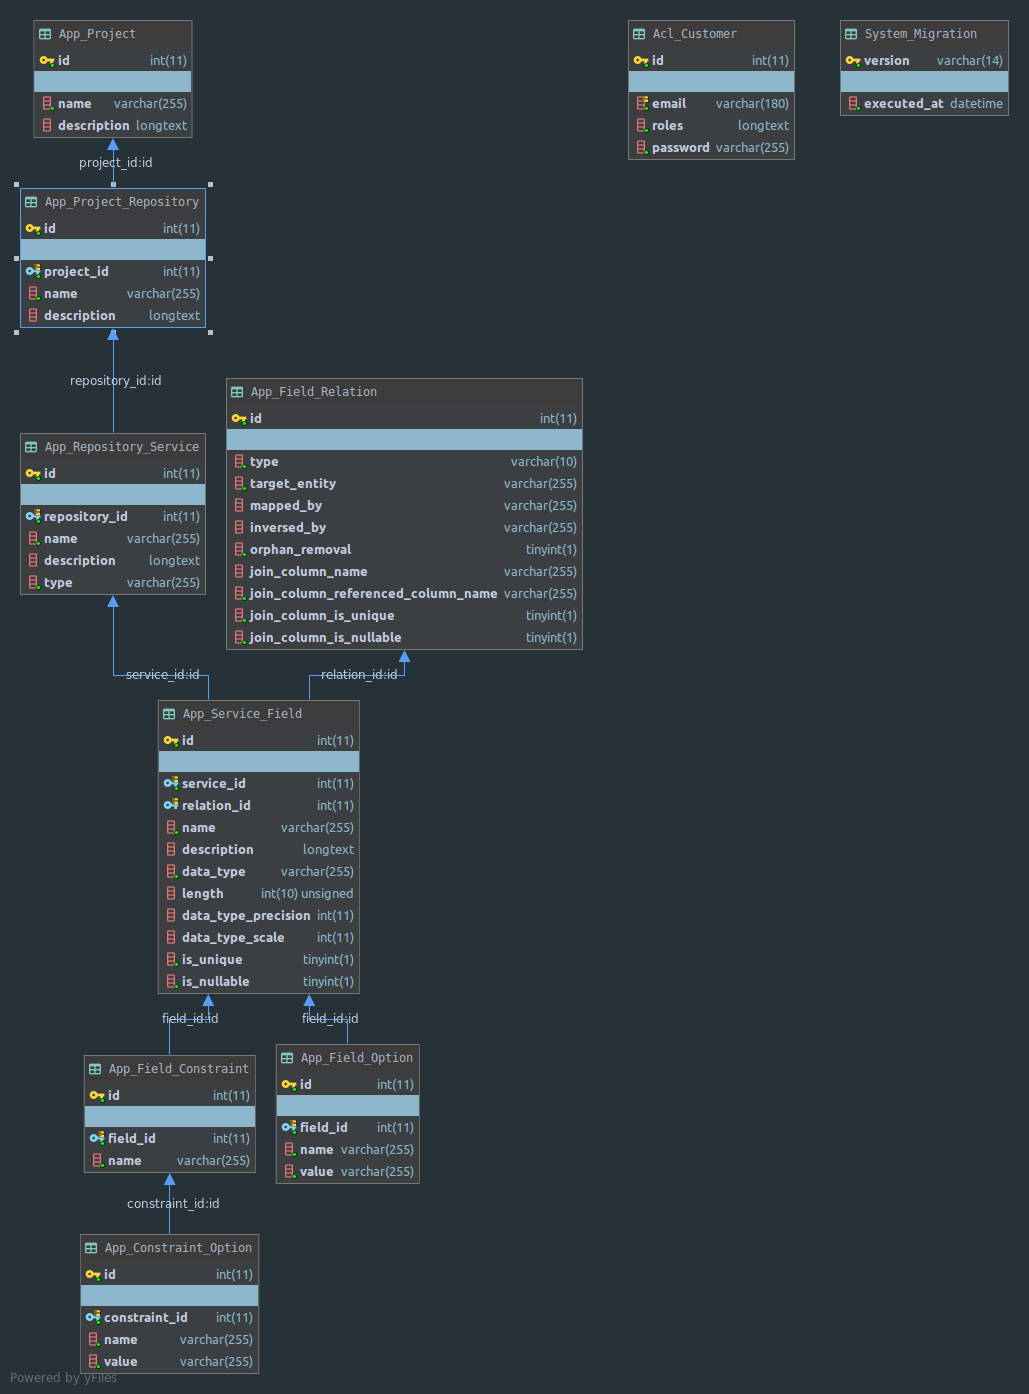 App_Project
id int(11)
name varchar(255)
description longtext
project_id:id
App_Project_Repository
id int(11)
project_id int(11)
name varchar(255)
description longtext
repository_id:id
App_Repository_Service
id int(11)
repository_id int(11)
name varchar(255)
description longtext
type varchar(255)
service_id:id
App_Field_Relation
id int(11)
type varchar(10)
target_entity varchar(255)
mapped_by varchar(255)
inversed_by varchar(255)
orphan_removal tinyint(1)
join_column_name varchar(255)
join_column_referenced_column_name varchar(255)
join_column_is_unique tinyint(1)
join_column_is_nullable tinyint(1)
relation_id:id
App_Service_Field
id int(11)
service_id int(11)
relation_id int(11)
name varchar(255)
description longtext
data_type varchar(255)
length int(10) unsigned
data_type_precision int(11)
data_type_scale int(11)
is_unique tinyint(1)
is_nullable tinyint(1)
field_id:id
field_id:id
App_Field_Constraint
id int(11)
field_id int(11)
name varchar(255)
App_Field_Option
id int(11)
field_id int(11)
name varchar(255)
value varchar(255)
constraint_id:id
App_Constraint_Option
id int(11)
constraint_id int(11)
name varchar(255)
value varchar(255)
Acl_Customer
id int(11)
email varchar(180)
roles longtext
password varchar(255)
System_Migration
version varchar(14)
executed_at datetime
Powered by yFiles